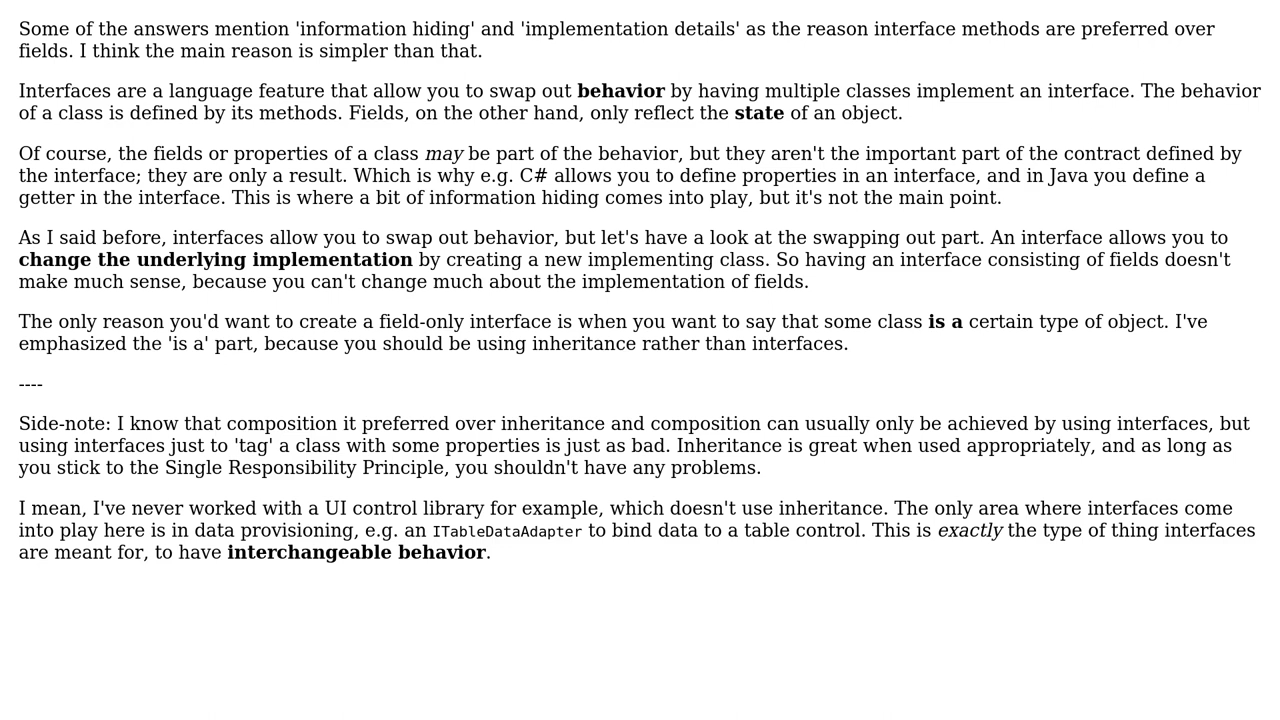 Some of the answers mention 'information hiding' and 'implementation details' as the reason interface methods are preferred over
fields. I think the main reason is simpler than that.
Interfaces are a language feature that allow you to swap out behavior by having multiple classes implement an interface. The behavior
of a class is defined by its methods. Fields, on the other hand, only reflect the state of an object.
Of course, the fields or properties of a class may be part of the behavior, but they aren't the important part of the contract defined by
the interface; they are only a result. Which is why e.g. C# allows you to define properties in an interface, and in Java you define a
getter in the interface. This is where a bit of information hiding comes into play, but it's not the main point.
As I said before, interfaces allow you to swap out behavior, but let's have a look at the swapping out part. An interface allows you to
change the underlying implementation by creating a new implementing class. So having an interface consisting of fields doesn't
make much sense, because you can't change much about the implementation of fields.
The only reason you'd want to create a field-only interface is when you want to say that some class is a certain type of object. I've
emphasized the 'is a' part, because you should be using inheritance rather than interfaces.
----
Side-note: I know that composition it preferred over inheritance and composition can usually only be achieved by using interfaces, but
using interfaces just to 'tag' a class with some properties is just as bad. Inheritance is great when used appropriately, and as long as
you stick to the Single Responsibility Principle, you shouldn't have any problems.
I mean, I've never worked with a UI control library for example, which doesn't use inheritance. The only area where interfaces come
into play here is in data provisioning, e.g. an ITableDataAdapter to bind data to a table control. This is exactly the type of thing interfaces
are meant for, to have interchangeable behavior.